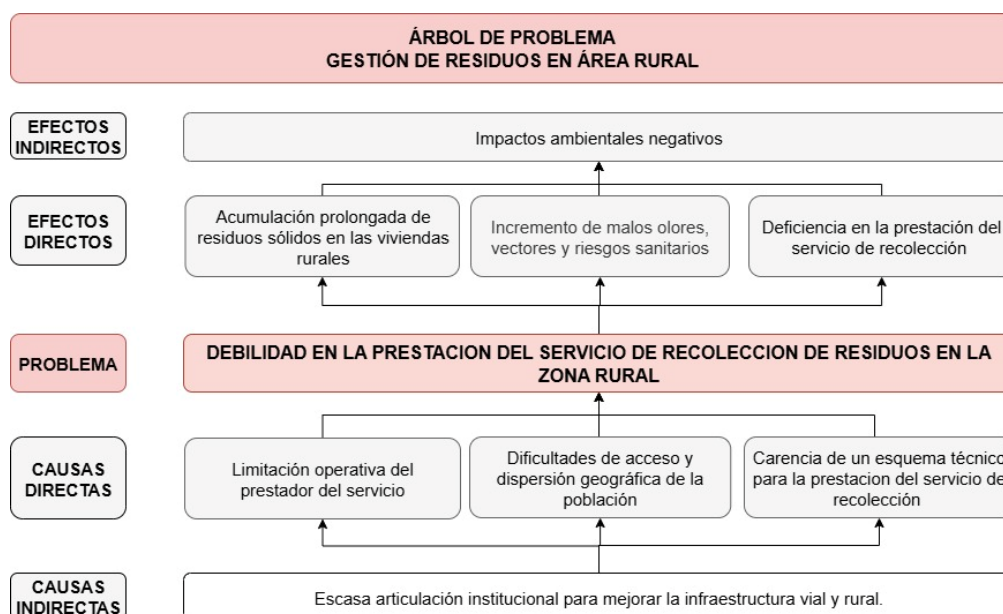 ÁRBOL DE PROBLEMA
GESTIÓN DE RESIDUOS EN ÁREA RURAL
EFECTOS
INDIRECTOS
Impactos ambientales negativos
EFECTOS
DIRECTOS
Acumulación prolongada de
residuos sólidos en las viviendas
rurales
Incremento de malos olores,
vectores y riesgos sanitarios
Deficiencia en la prestación del
servicio de recolección
PROBLEMA
DEBILIDAD EN LA PRESTACION DEL SERVICIO DE RECOLECCION DE RESIDUOS EN LA
ZONA RURAL
CAUSAS
DIRECTAS
Limitación operativa del
prestador del servicio
Dificultades de acceso y
dispersión geográfica de la
población
Carencia de un esquema técnico
para la prestacion del servicio de
recolección
CAUSAS
INDIRECTAS
Escasa articulación institucional para mejorar la infraestructura vial y rural.